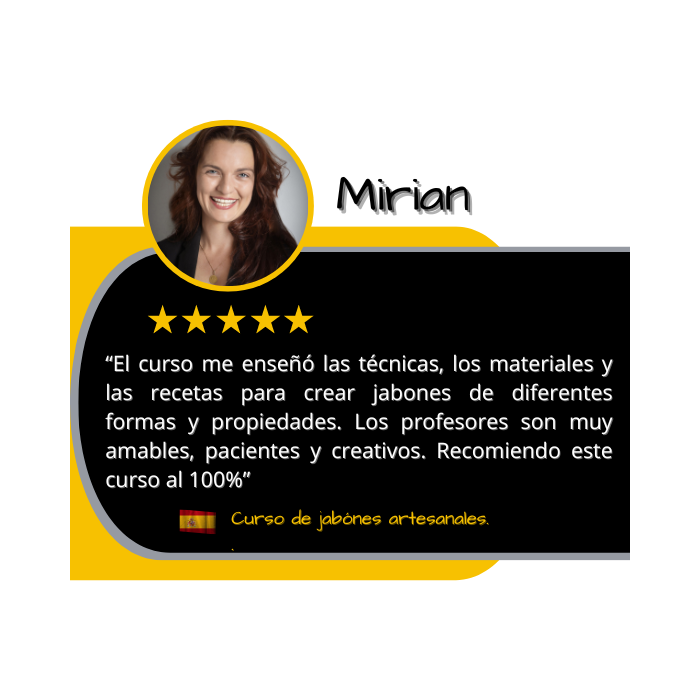 Mirian
“El curso me enseñó las técnicas, los materiales y
las recetas para crear jabones de diferentes
formas y propiedades. Los profesores son muy
amables, pacientes y creativos. Recomiendo este
curso al 100%”
Curso de jabónes artesanales.
.